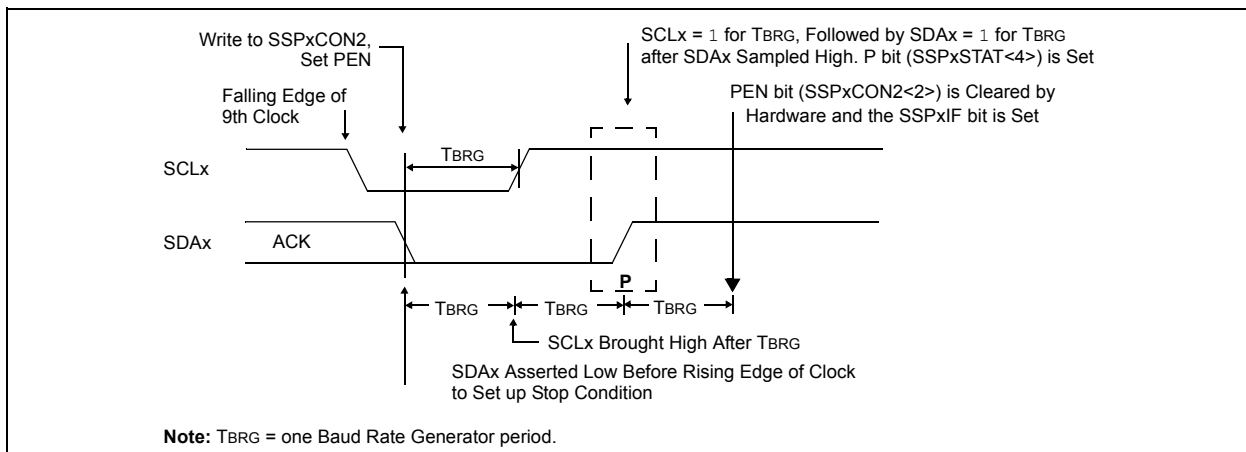 Write to SSPxCON2,
Set PEN
SCLx = 1 for TBRG, Followed by SDAx = 1 for TBRG
after SDAx Sampled High. P bit (SSPxSTAT<4>) is Set
Falling Edge of
9th Clock
PEN bit (SSPxCON2<2>) is Cleared by
Hardware and the SSPxIF bit is Set
TBRG
SCLx
SDAx
ACK
P
TBRG
TBRG
TBRG
SCLx Brought High After TBRG
SDAx Asserted Low Before Rising Edge of Clock
to Set up Stop Condition
Note: TBRG = one Baud Rate Generator period.